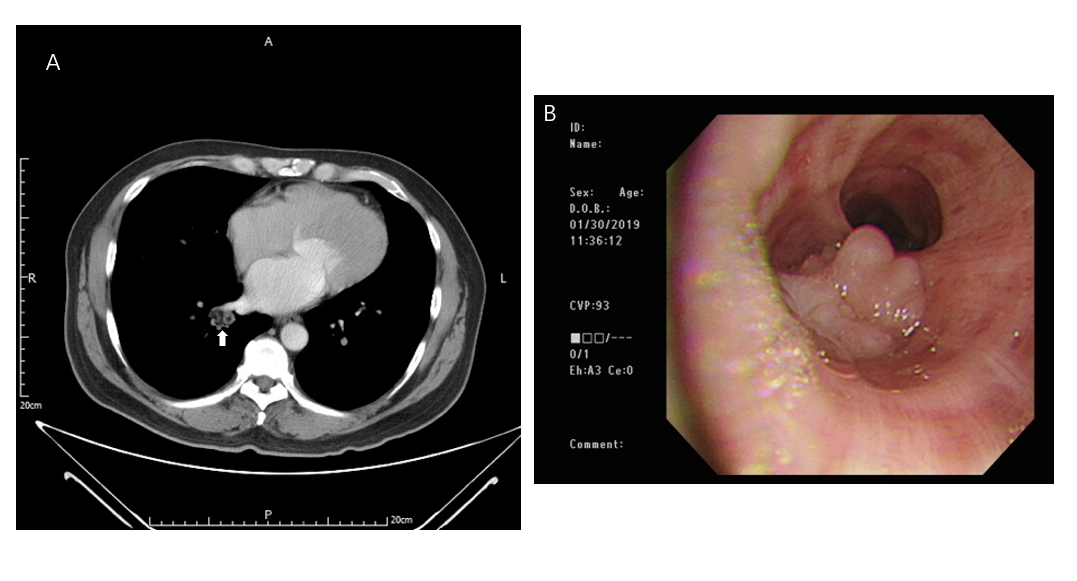 A
A
R
L
20cm
P
20cm
B
ID:
Name:
Sex: Age:
D.O.B.:
01/30/2019
11:36:12
CVP:93
■□□/---
0/1
Eh:A3 Ce:0
Comment: